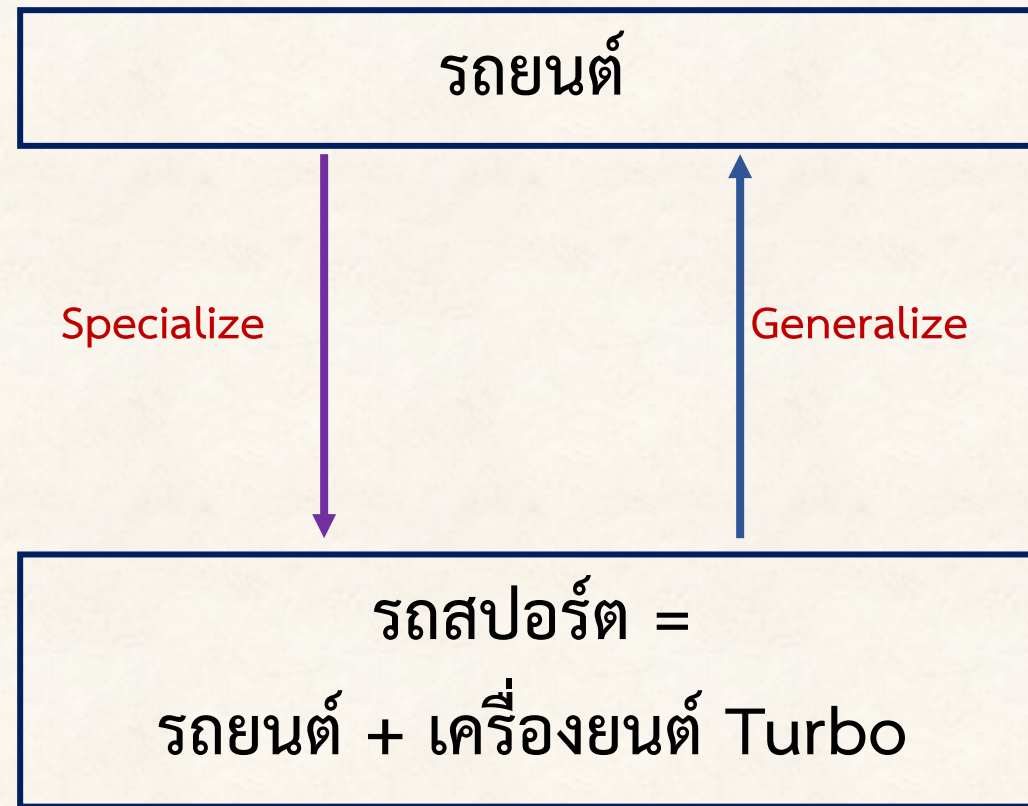 รถยนต์
Specialize
Generalize
รถสปอร์ต =
รถยนต์ + เครื่องยนต์ Turbo